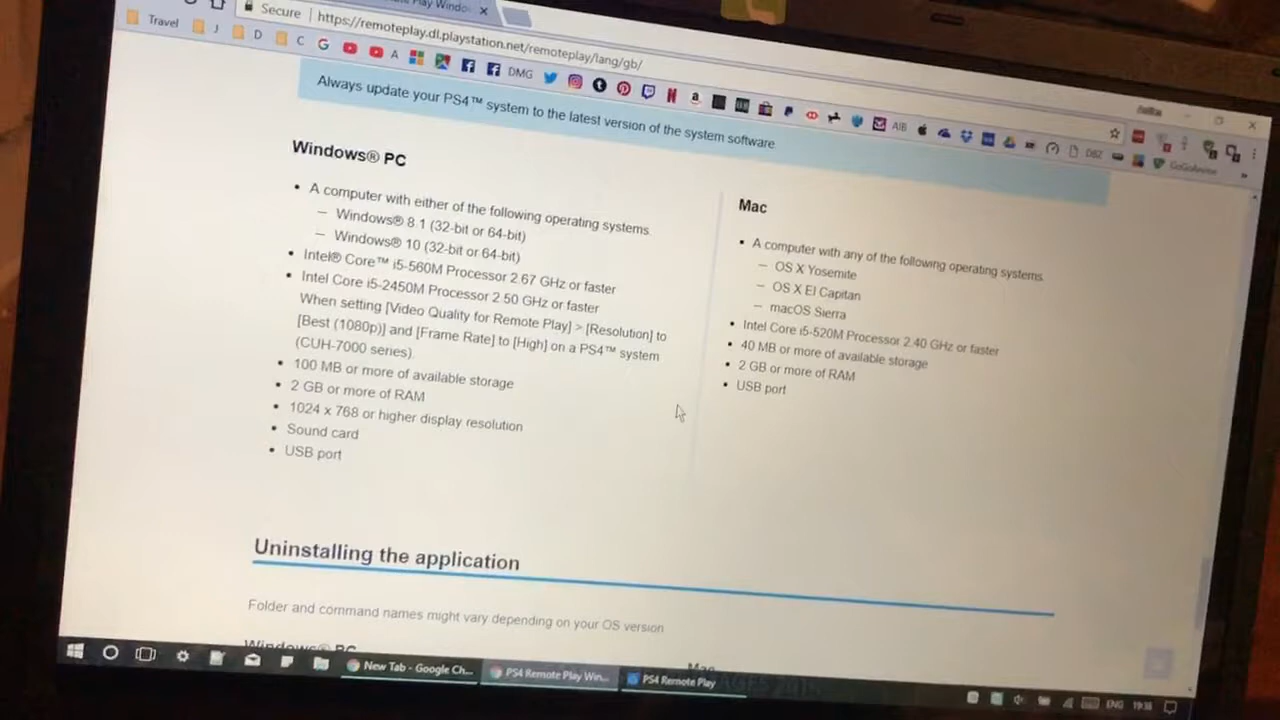 Secure https://remoteplay.dl.playstation.net/remoteplay/lang/gb/
Travel J D C A DMG AIB DBZ GoGoAnime
Always update your PS4™ system to the latest version of the system software
Windows® PC
• A computer with either of the following operating systems.
– Windows® 8.1 (32-bit or 64-bit)
– Windows® 10 (32-bit or 64-bit)
• Intel® Core™ i5-560M Processor 2.67 GHz or faster
• Intel Core i5-2450M Processor 2.50 GHz or faster
When setting [Video Quality for Remote Play] > [Resolution] to
[Best (1080p)] and [Frame Rate] to [High] on a PS4™ system
(CUH-7000 series).
• 100 MB or more of available storage
• 2 GB or more of RAM
• 1024 x 768 or higher display resolution
• Sound card
• USB port
Mac
• A computer with any of the following operating systems.
– OS X Yosemite
– OS X El Capitan
– macOS Sierra
• Intel Core i5-520M Processor 2.40 GHz or faster
• 40 MB or more of available storage
• 2 GB or more of RAM
• USB port
Uninstalling the application
Folder and command names might vary depending on your OS version
Windows® PC
Mac
New Tab - Google Ch...
PS4 Remote Play Win...
PS4 Remote Play
ENG 19:38